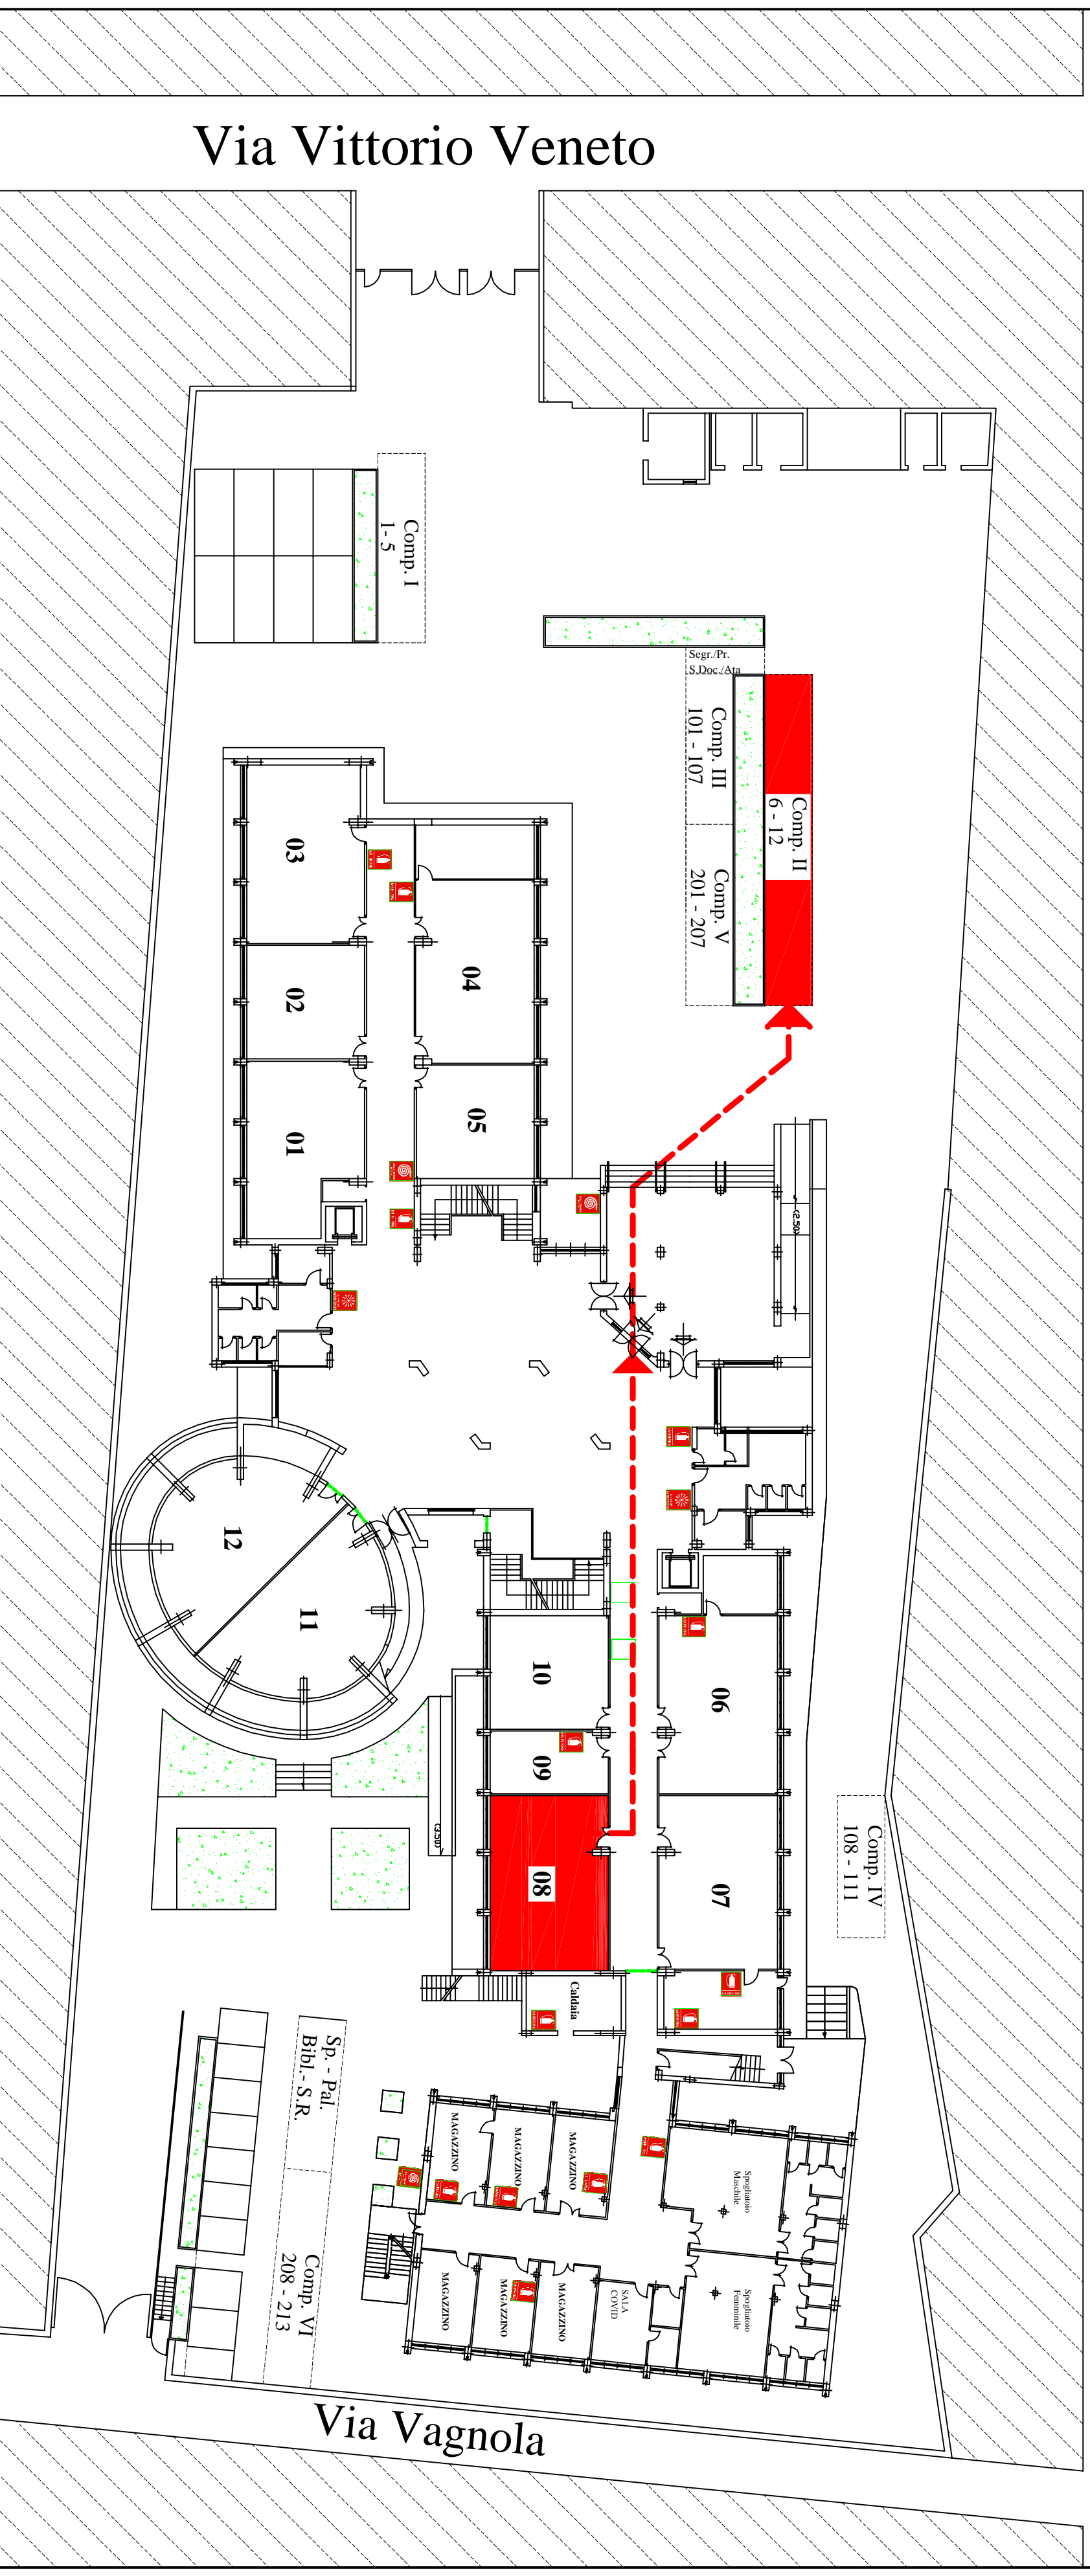 Via Vittorio Veneto
Comp. I
1- 5
Segr./Pr.
S.Doc./Ata
Comp. III
101 - 107
Comp. II
6 - 12
Comp. V
201 - 207
03
04
02
05
01
12
11
10
06
09
08
07
Comp. IV
108 - 111
Caldaia
Sp. - Pal.
Bibl.- S.R.
Comp. VI
208 - 213
MAGAZZINO
MAGAZZINO
MAGAZZINO
Spogliatoio
Maschile
MAGAZZINO
MAGAZZINO
MAGAZZINO
SALA
COVID
Spogliatoio
Femminile
Via Vagnola